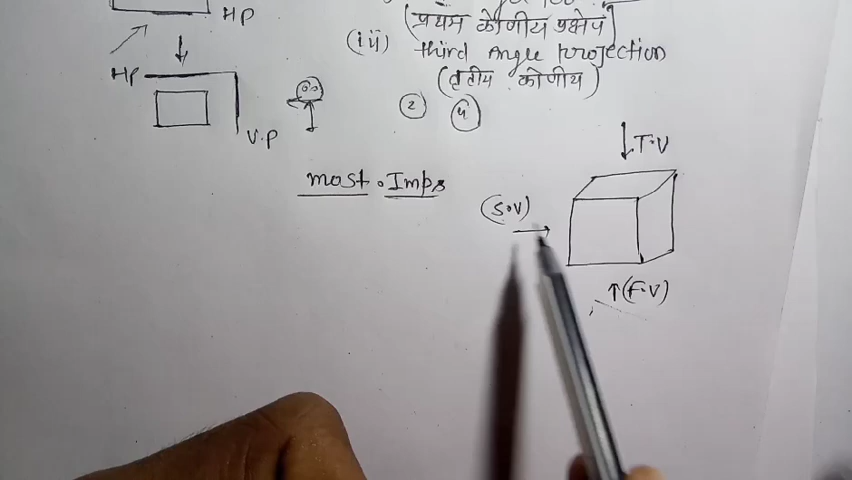 HP
(प्रथम कोणीय प्रक्षेप)
(iii) third Angle projection
(तृतीय कोणीय)
HP
V.P
2
4
T.V
most. Imp.
(S.V)
(F.V)